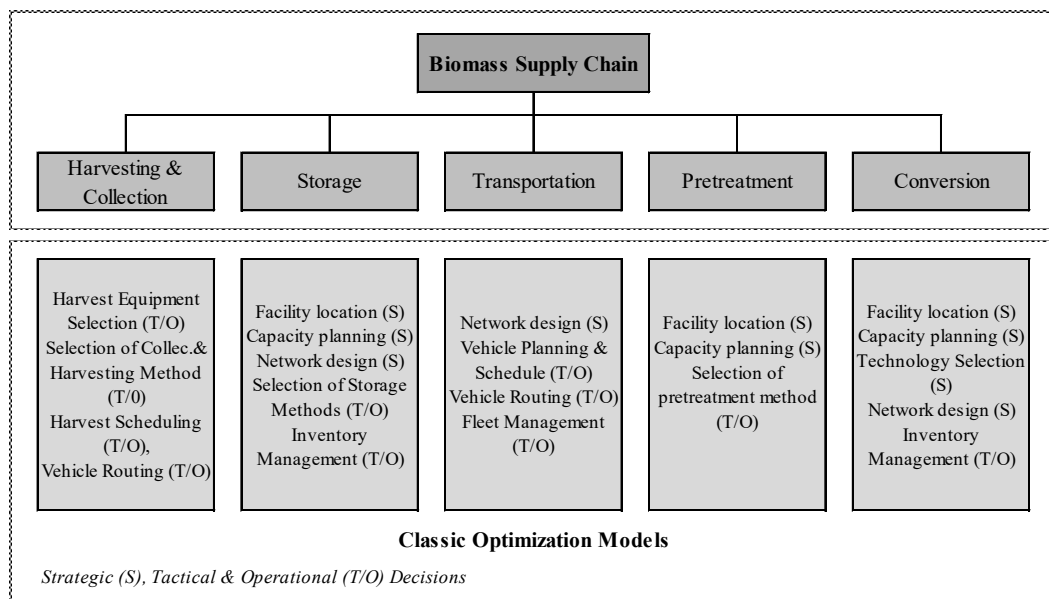 Biomass Supply Chain
Harvesting &
Collection
Storage
Transportation
Pretreatment
Conversion
Harvest Equipment
Selection (T/O)
Selection of Collec.&
Harvesting Method
(T/0)
Harvest Scheduling
(T/O),
Vehicle Routing (T/O)
Facility location (S)
Capacity planning (S)
Network design (S)
Selection of Storage
Methods (T/O)
Inventory
Management (T/O)
Network design (S)
Vehicle Planning &
Schedule (T/O)
Vehicle Routing (T/O)
Fleet Management
(T/O)
Facility location (S)
Capacity planning (S)
Selection of
pretreatment method
(T/O)
Facility location (S)
Capacity planning (S)
Technology Selection
(S)
Network design (S)
Inventory
Management (T/O)
Classic Optimization Models
Strategic (S), Tactical & Operational (T/O) Decisions